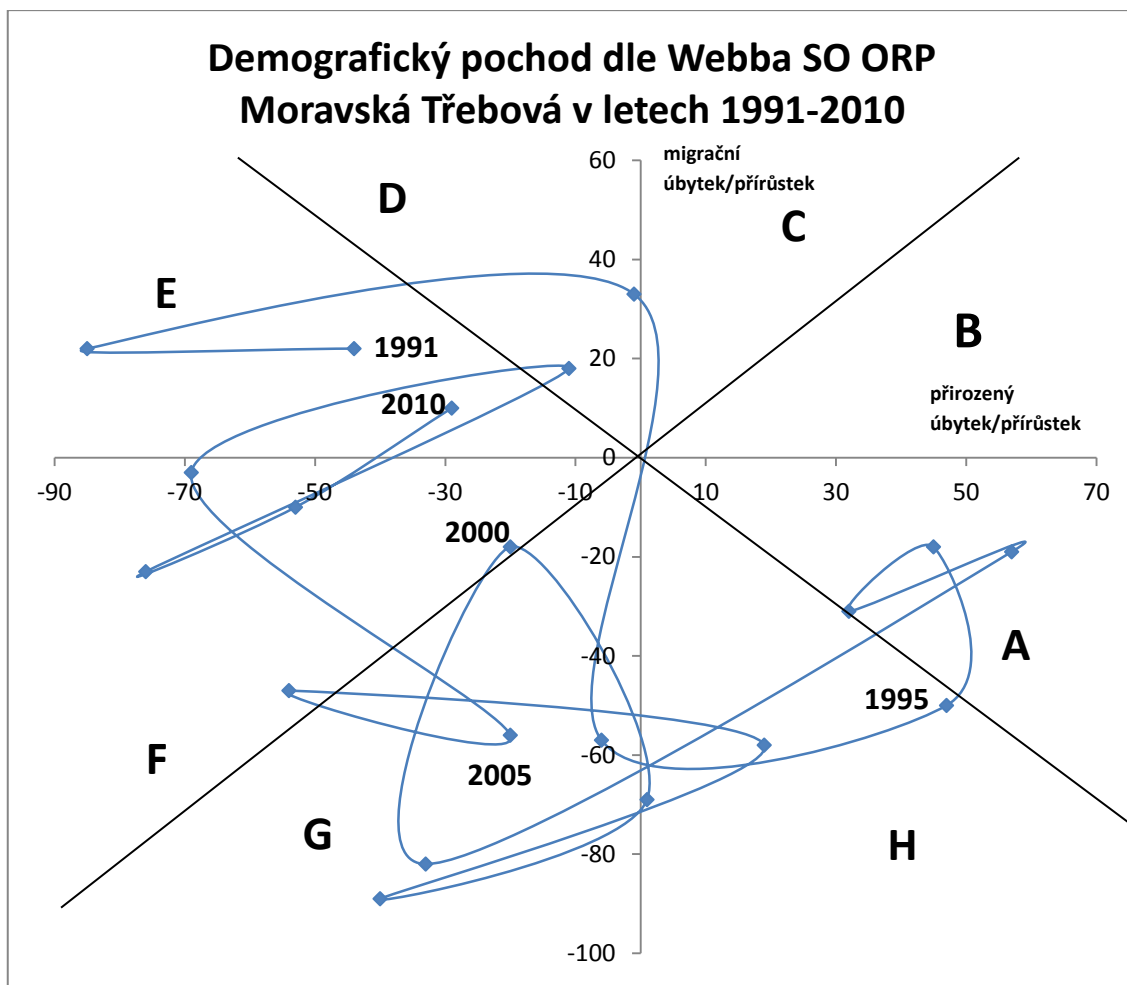 Demografický pochod dle Webba SO ORP
Moravská Třebová v letech 1991-2010
60
migrační
úbytek/přírůstek
D
C
40
E
B
20
1991
2010
přirozený
úbytek/přírůstek
0
-90
-70
-50
-30
-10
10
30
50
70
2000
-20
-40
A
1995
-60
F
2005
G
-80
H
-100